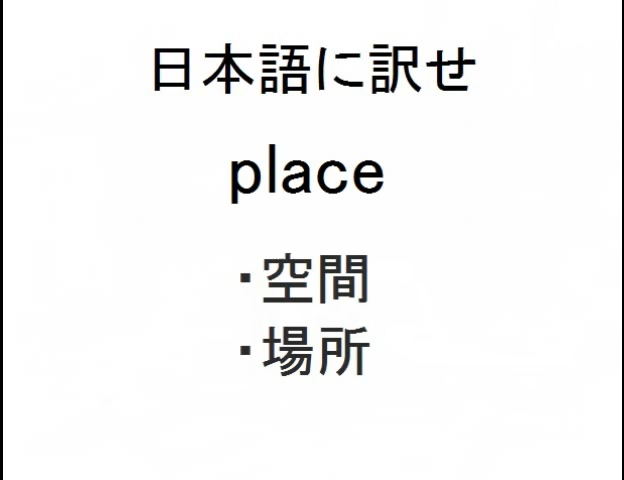 日本語に訳せ
place
・空間
・場所